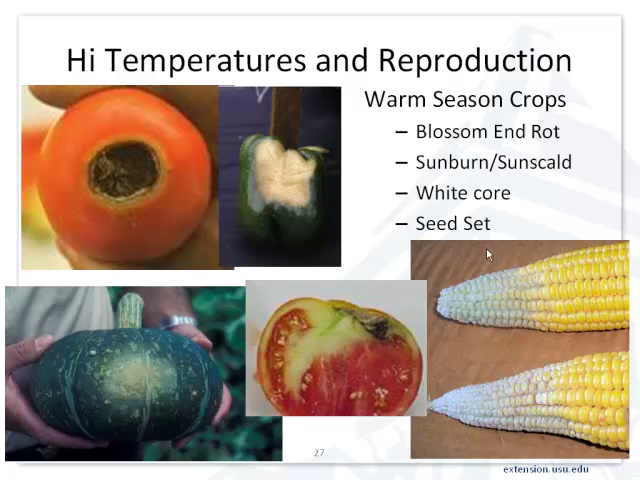 Hi Temperatures and Reproduction
Warm Season Crops
– Blossom End Rot
– Sunburn/Sunscald
– White core
– Seed Set
27
extension.usu.edu